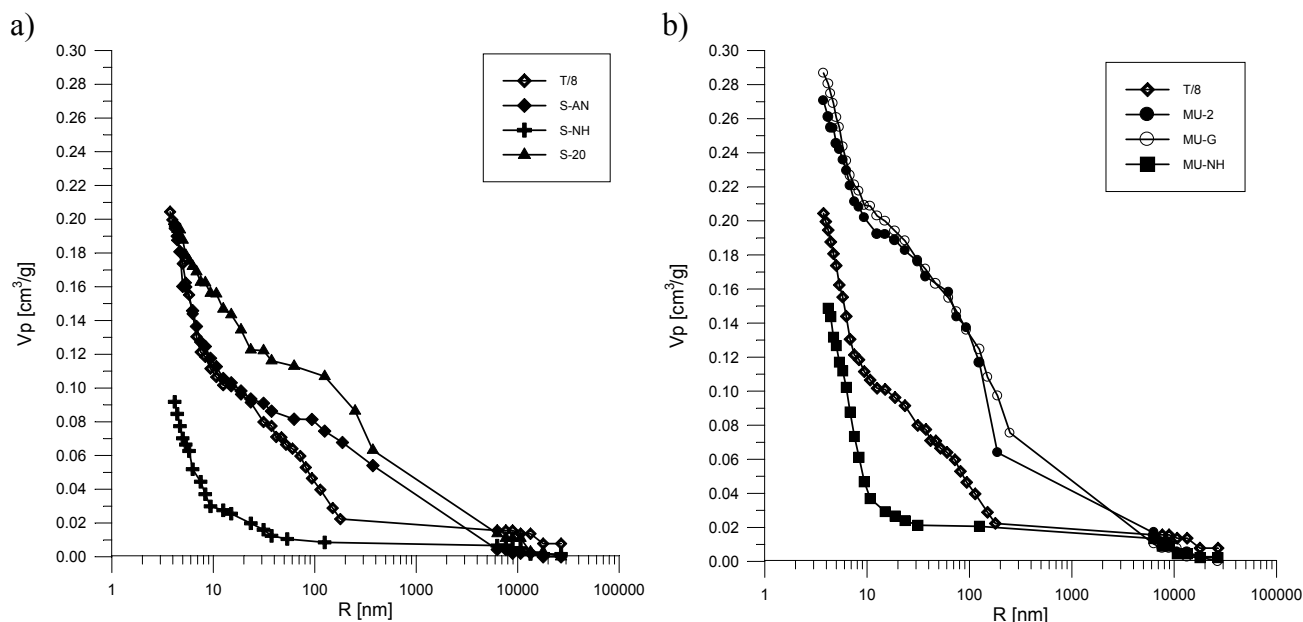 a)
0.30
0.28
0.26
0.24
0.22
0.20
0.18
0.16
0.14
0.12
0.10
0.08
0.06
0.04
0.02
0.00
Vp [cm³/g]
T/8
S-AN
S-NH
S-20
1 10 100 1000 10000 100000
R [nm]
b)
0.30
0.28
0.26
0.24
0.22
0.20
0.18
0.16
0.14
0.12
0.10
0.08
0.06
0.04
0.02
0.00
Vp [cm³/g]
T/8
MU-2
MU-G
MU-NH
1 10 100 1000 10000 100000
R [nm]